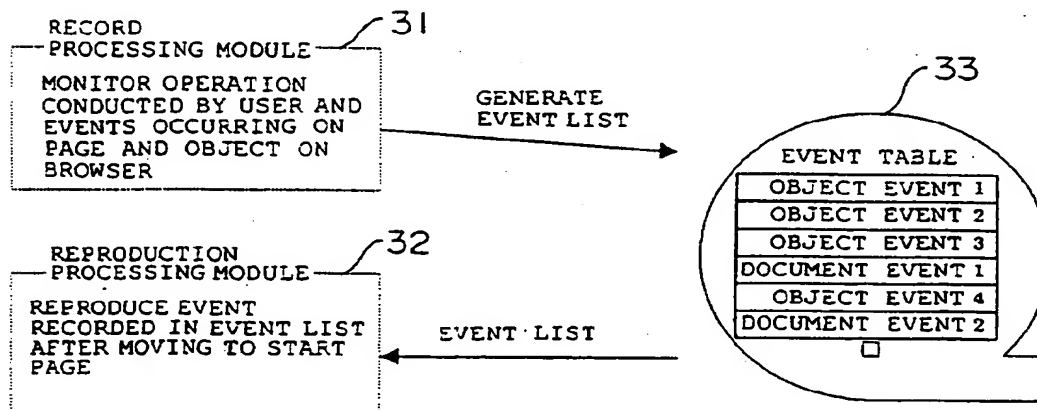 RECORD
PROCESSING MODULE
31
MONITOR OPERATION
CONDUCTED BY USER AND
EVENTS OCCURRING ON
PAGE AND OBJECT ON
BROWSER
GENERATE
EVENT LIST
33
EVENT TABLE
OBJECT EVENT 1
OBJECT EVENT 2
OBJECT EVENT 3
DOCUMENT EVENT 1
OBJECT EVENT 4
DOCUMENT EVENT 2
REPRODUCTION
PROCESSING MODULE
32
REPRODUCE EVENT
RECORDED IN EVENT LIST
AFTER MOVING TO START
PAGE
EVENT LIST